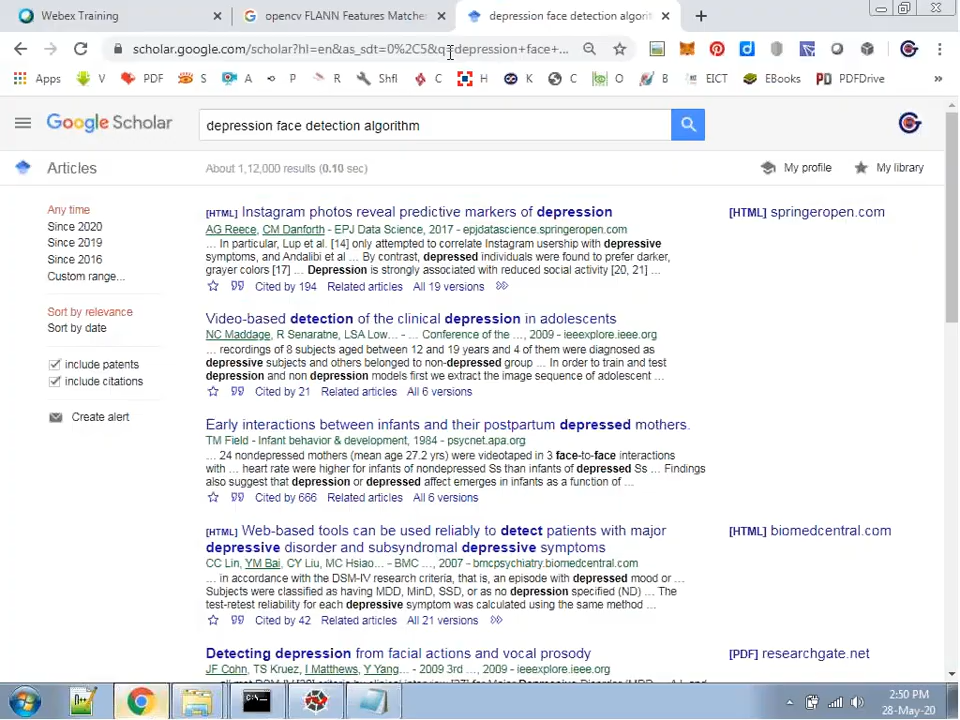 Webex Training
opencv FLANN Features Matcher
depression face detection algorith
scholar.google.com/scholar?hl=en&as_sdt=0%2C5&q=depression+face+...
Apps V PDF S A P R Shfl C H K C O B EICT EBooks PDFDrive »
Google Scholar
depression face detection algorithm
Articles
About 1,12,000 results (0.10 sec)
My profile
My library
Any time
Since 2020
Since 2019
Since 2016
Custom range...
Sort by relevance
Sort by date
include patents
include citations
Create alert
[HTML] Instagram photos reveal predictive markers of depression
AG Reece, CM Danforth - EPJ Data Science, 2017 - epjdatascience.springeropen.com
... In particular, Lup et al. [14] only attempted to correlate Instagram usership with depressive
symptoms, and Andalibi et al ... By contrast, depressed individuals were found to prefer darker,
grayer colors [17] ... Depression is strongly associated with reduced social activity [20, 21] ...
Cited by 194 Related articles All 19 versions
[HTML] springeropen.com
Video-based detection of the clinical depression in adolescents
NC Maddage, R Senaratne, LSA Low... - ... Conference of the ..., 2009 - ieeexplore.ieee.org
... recordings of 8 subjects aged between 12 and 19 years and 4 of them were diagnosed as
depressive subjects and others belonged to non-depressed group ... In order to train and test
depression and non depression models first we extract the image sequence of adolescent ...
Cited by 21 Related articles All 6 versions
Early interactions between infants and their postpartum depressed mothers.
TM Field - Infant behavior & development, 1984 - psycnet.apa.org
... 24 nondepressed mothers (mean age 27.2 yrs) were videotaped in 3 face-to-face interactions
with ... heart rate were higher for infants of nondepressed Ss than infants of depressed Ss ... Findings
also suggest that depression or depressed affect emerges in infants as a function of ...
Cited by 666 Related articles All 6 versions
[HTML] Web-based tools can be used reliably to detect patients with major
depressive disorder and subsyndromal depressive symptoms
CC Lin, YM Bai, CY Liu, MC Hsiao... - BMC ..., 2007 - bmcpsychiatry.biomedcentral.com
... in accordance with the DSM-IV research criteria, that is, an episode with depressed mood or ...
Subjects were classified as having MDD, MinD, SSD, or as no depression specified (ND) ... The
test-retest reliability for each depressive symptom was calculated using the same method ...
Cited by 42 Related articles All 21 versions
[HTML] biomedcentral.com
Detecting depression from facial actions and vocal prosody
JF Cohn, TS Kruez, I Matthews, Y Yang... - 2009 3rd ..., 2009 - ieeexplore.ieee.org
[PDF] researchgate.net
2:50 PM
28-May-20